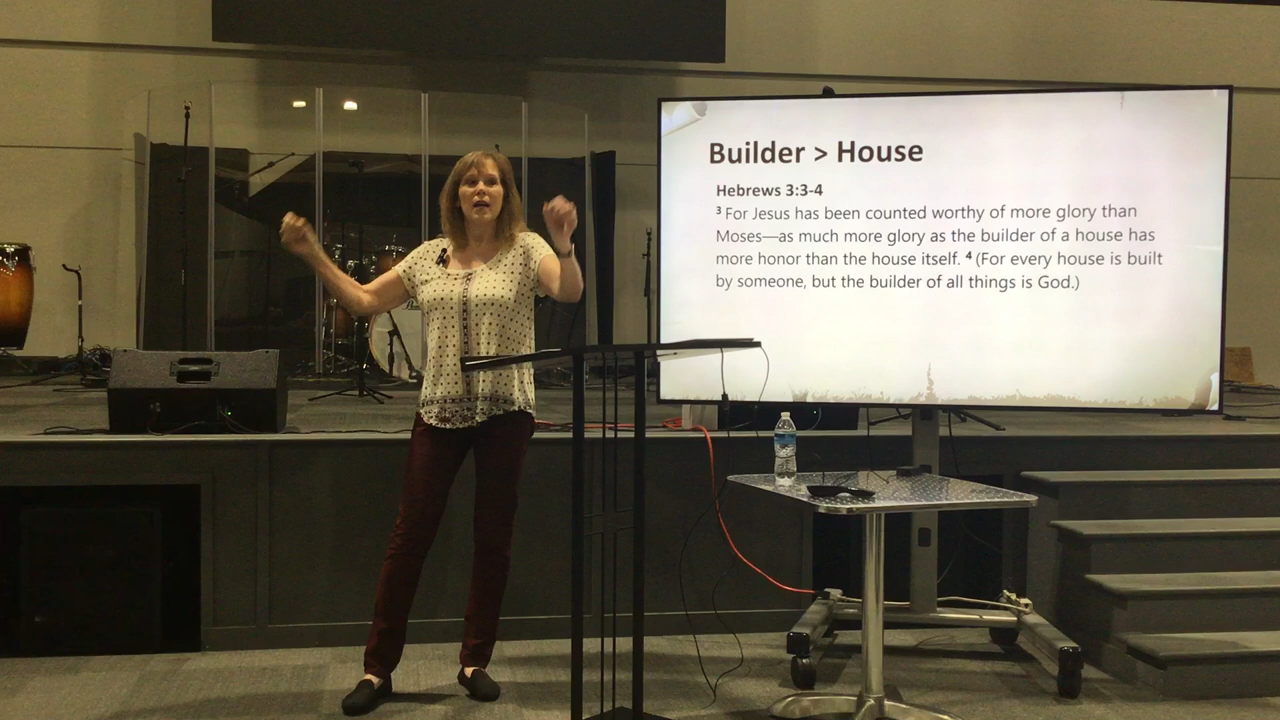 Builder > House
Hebrews 3:3-4
³ For Jesus has been counted worthy of more glory than
Moses—as much more glory as the builder of a house has
more honor than the house itself. ⁴ (For every house is built
by someone, but the builder of all things is God.)